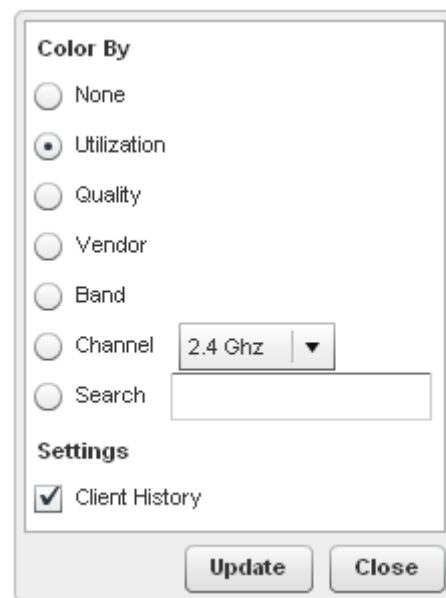 Color By
None
Utilization
Quality
Vendor
Band
Channel 2.4 Ghz
Search
Settings
Client History
Update Close